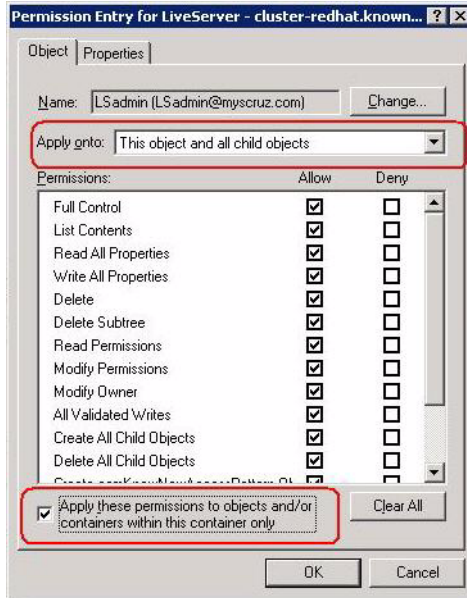 Permission Entry for LiveServer - cluster-redhat.known...
Object Properties
Name: LSadmin (LSadmin@myscruz.com) Change...
Apply onto: This object and all child objects
Permissions: Allow Deny
Full Control
List Contents
Read All Properties
Write All Properties
Delete
Delete Subtree
Read Permissions
Modify Permissions
Modify Owner
All Validated Writes
Create All Child Objects
Delete All Child Objects
Apply these permissions to objects and/or
containers within this container only
Clear All
OK Cancel